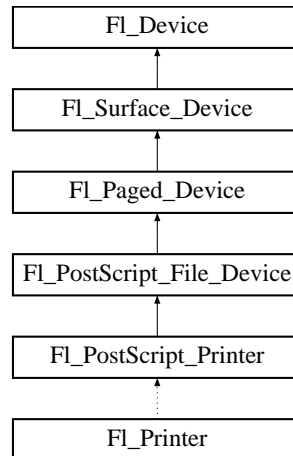 Fl_Device
Fl_Surface_Device
Fl_Paged_Device
Fl_PostScript_File_Device
Fl_PostScript_Printer
Fl_Printer